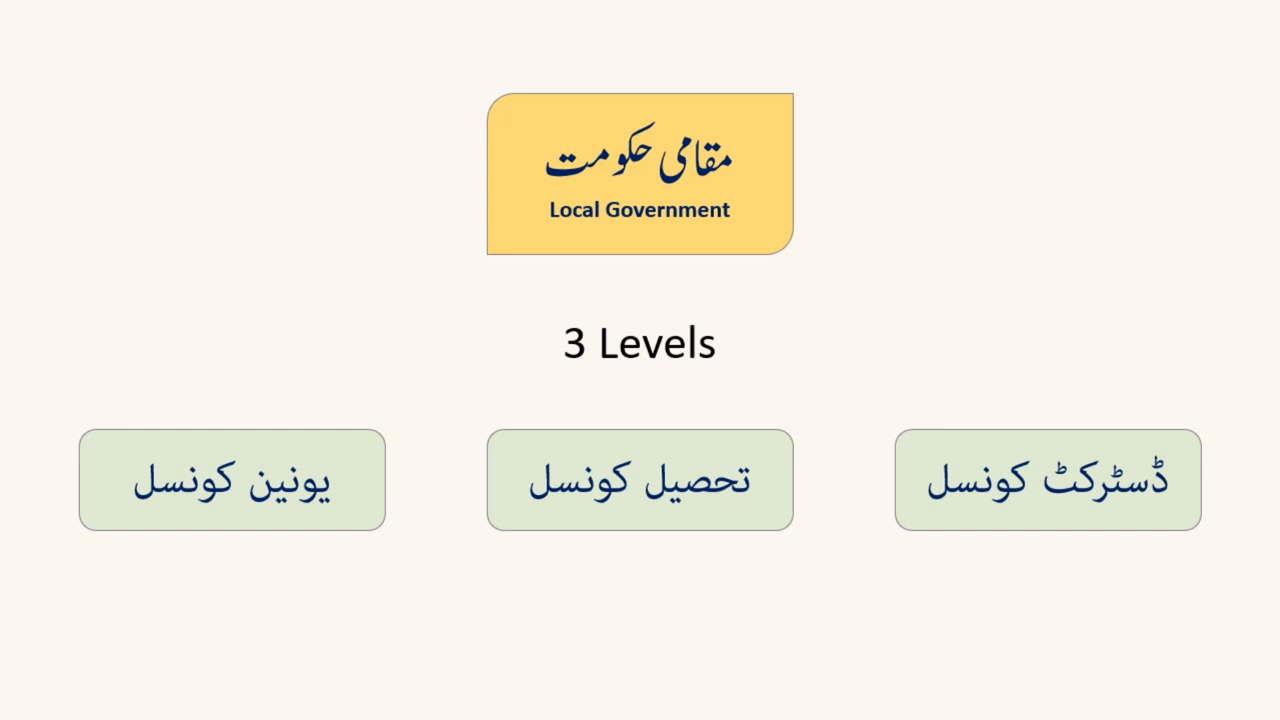 مقامی حکومت
Local Government
3 Levels
ڈسٹرکٹ کونسل
تحصیل کونسل
یونین کونسل